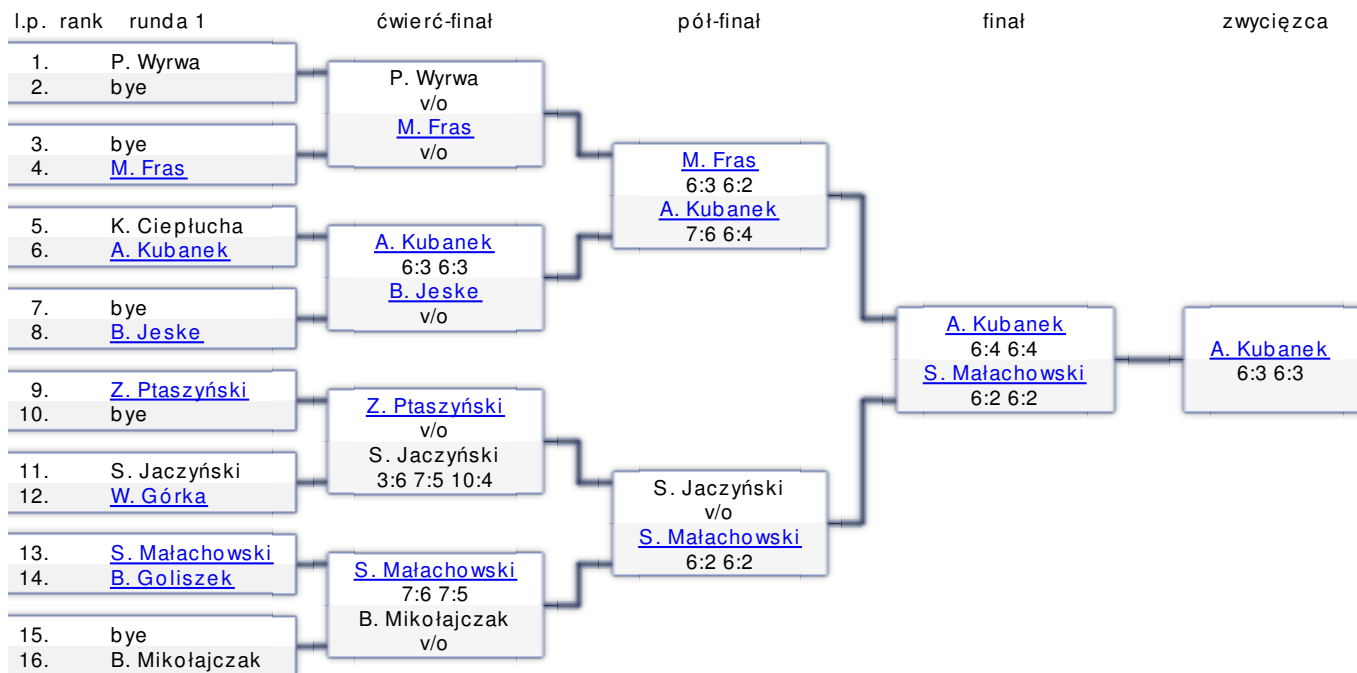 l.p. rank runda 1 ćwierć-finał pół-finał finał zwycięzca
1. P. Wyrwa
2. bye
3. bye
4. M. Fras
5. K. Ciepłucha
6. A. Kubanek
7. bye
8. B. Jeske
9. Z. Ptaszyński
10. bye
11. S. Jaczyński
12. W. Górka
13. S. Małachowski
14. B. Goliszek
15. bye
16. B. Mikołajczak
P. Wyrwa
v/o
M. Fras
v/o
A. Kubanek
6:3 6:3
B. Jeske
v/o
Z. Ptaszyński
v/o
S. Jaczyński
3:6 7:5 10:4
S. Małachowski
7:6 7:5
B. Mikołajczak
v/o
M. Fras
6:3 6:2
A. Kubanek
7:6 6:4
S. Jaczyński
v/o
S. Małachowski
6:2 6:2
A. Kubanek
6:4 6:4
S. Małachowski
6:2 6:2
A. Kubanek
6:3 6:3